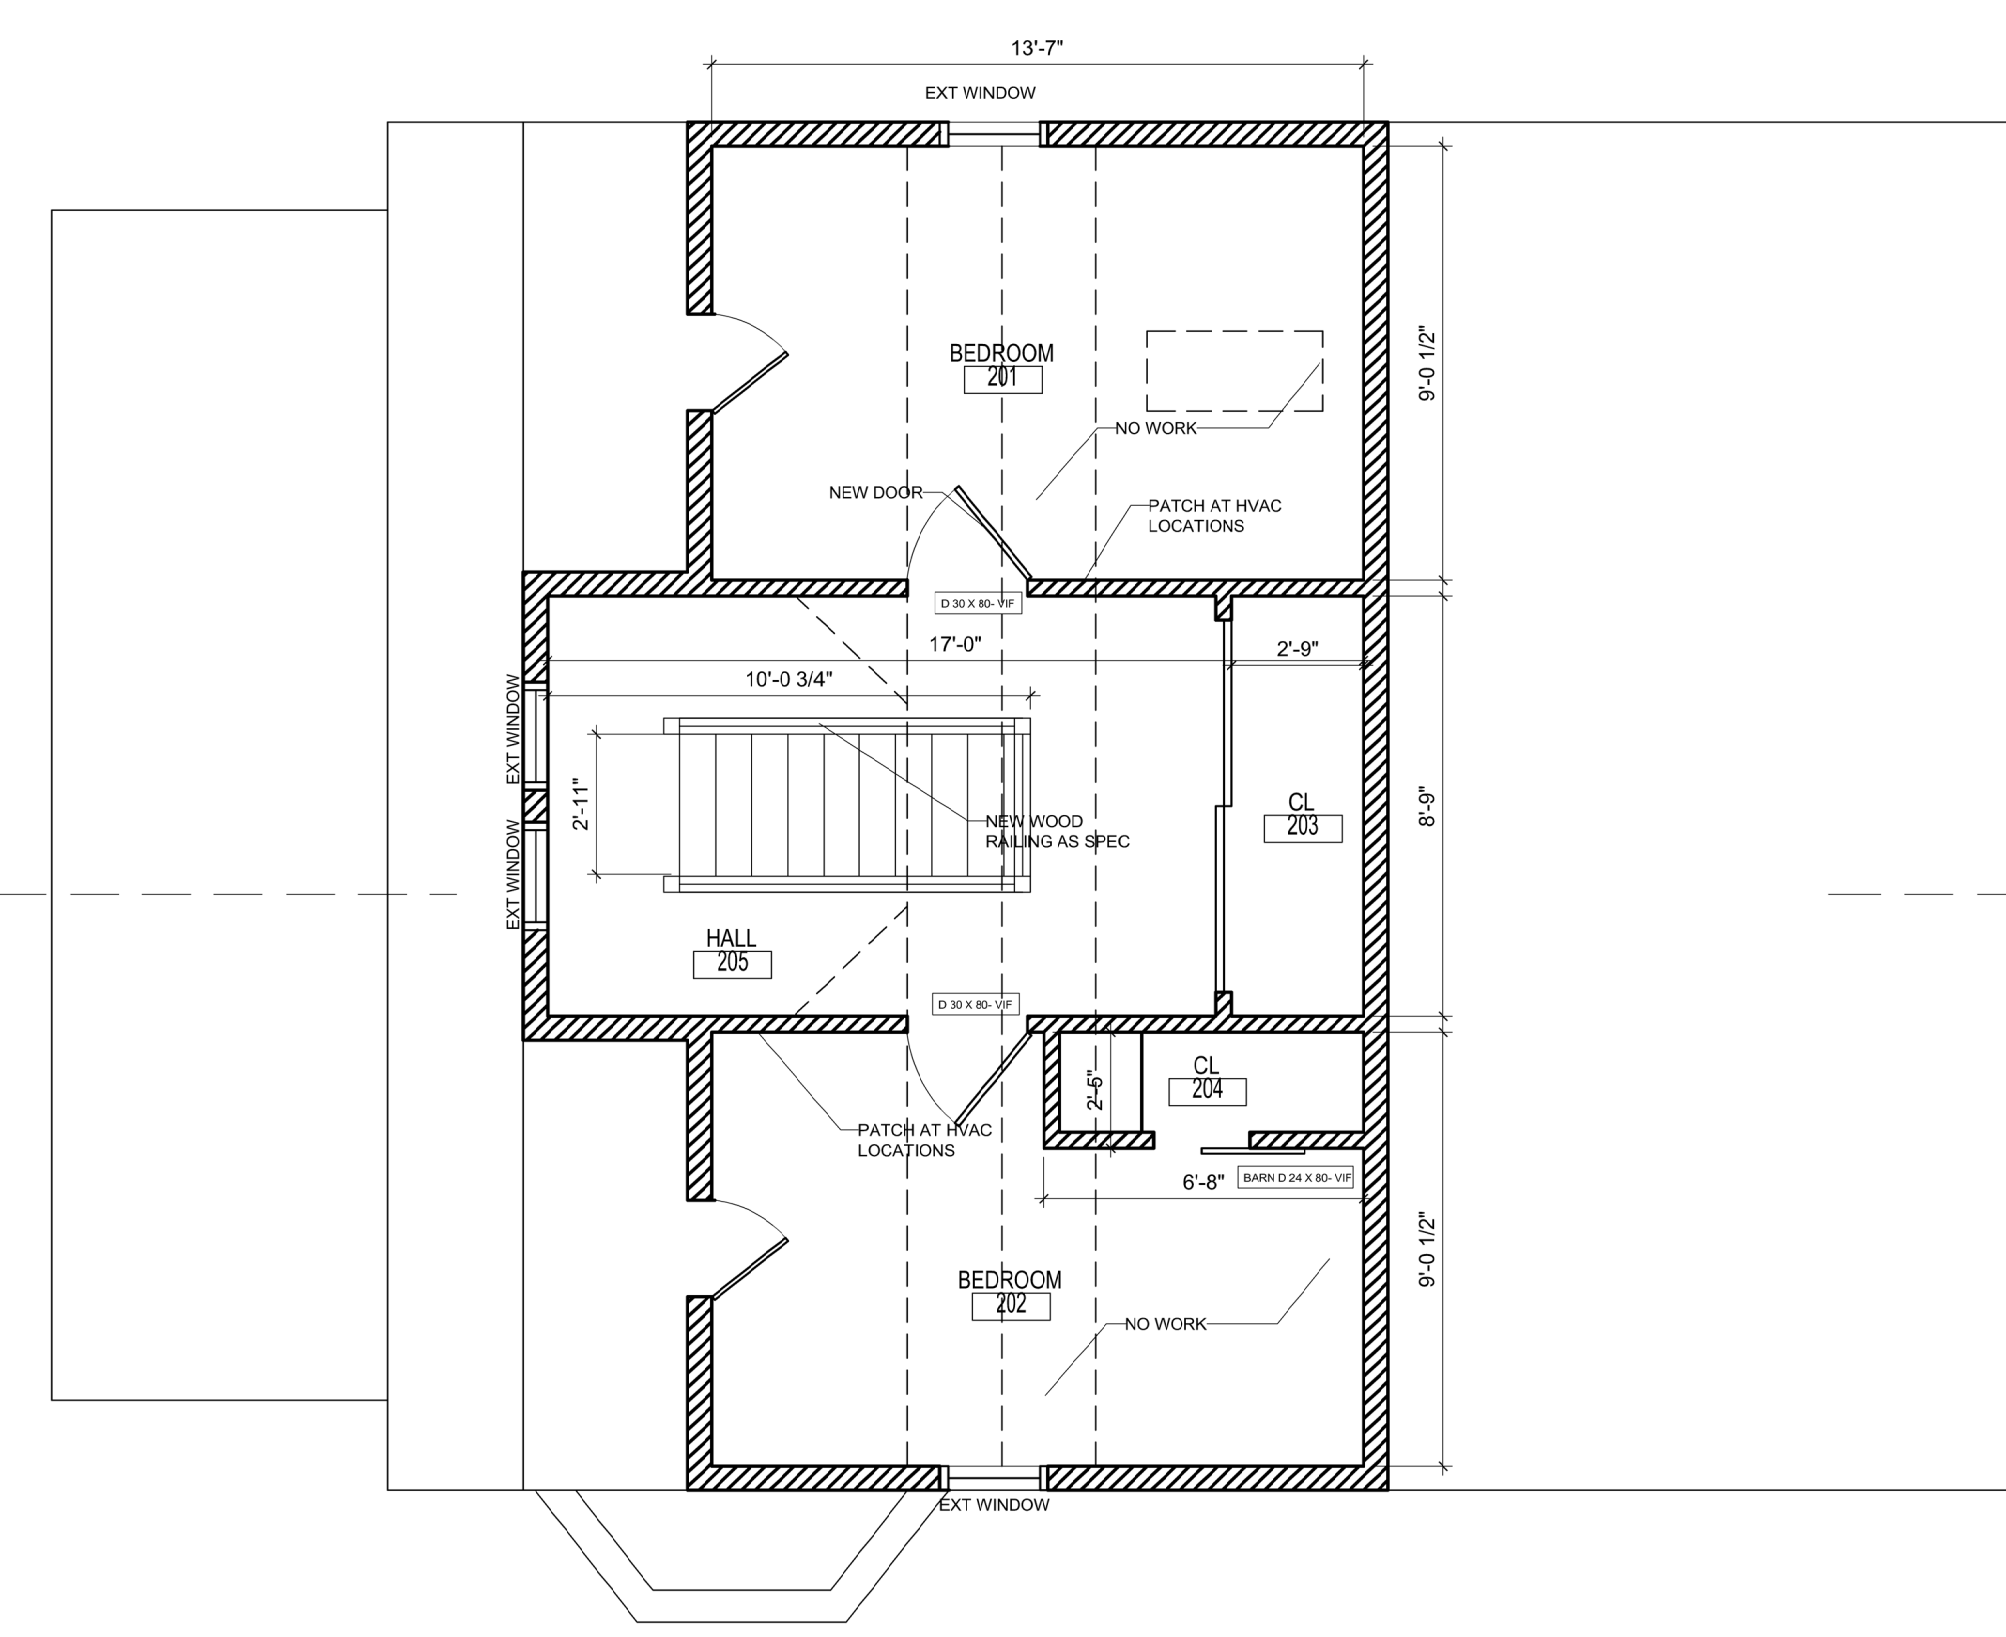 13'-7"
EXT WINDOW
9'-0 1/2"
BEDROOM
201
NO WORK
NEW DOOR
PATCH AT HVAC
LOCATIONS
D 30 X 80- VIF
17'-0"
2'-9"
10'-0 3/4"
EXT WINDOW
2'-11"
CL
203
8'-9"
NEW WOOD
RAILING AS SPEC
EXT WINDOW
HALL
205
D 30 X 80- VIF
CL
204
2'-5"
PATCH AT HVAC
LOCATIONS
6'-8"
BARN D 24 X 80- VIF
9'-0 1/2"
BEDROOM
202
NO WORK
EXT WINDOW